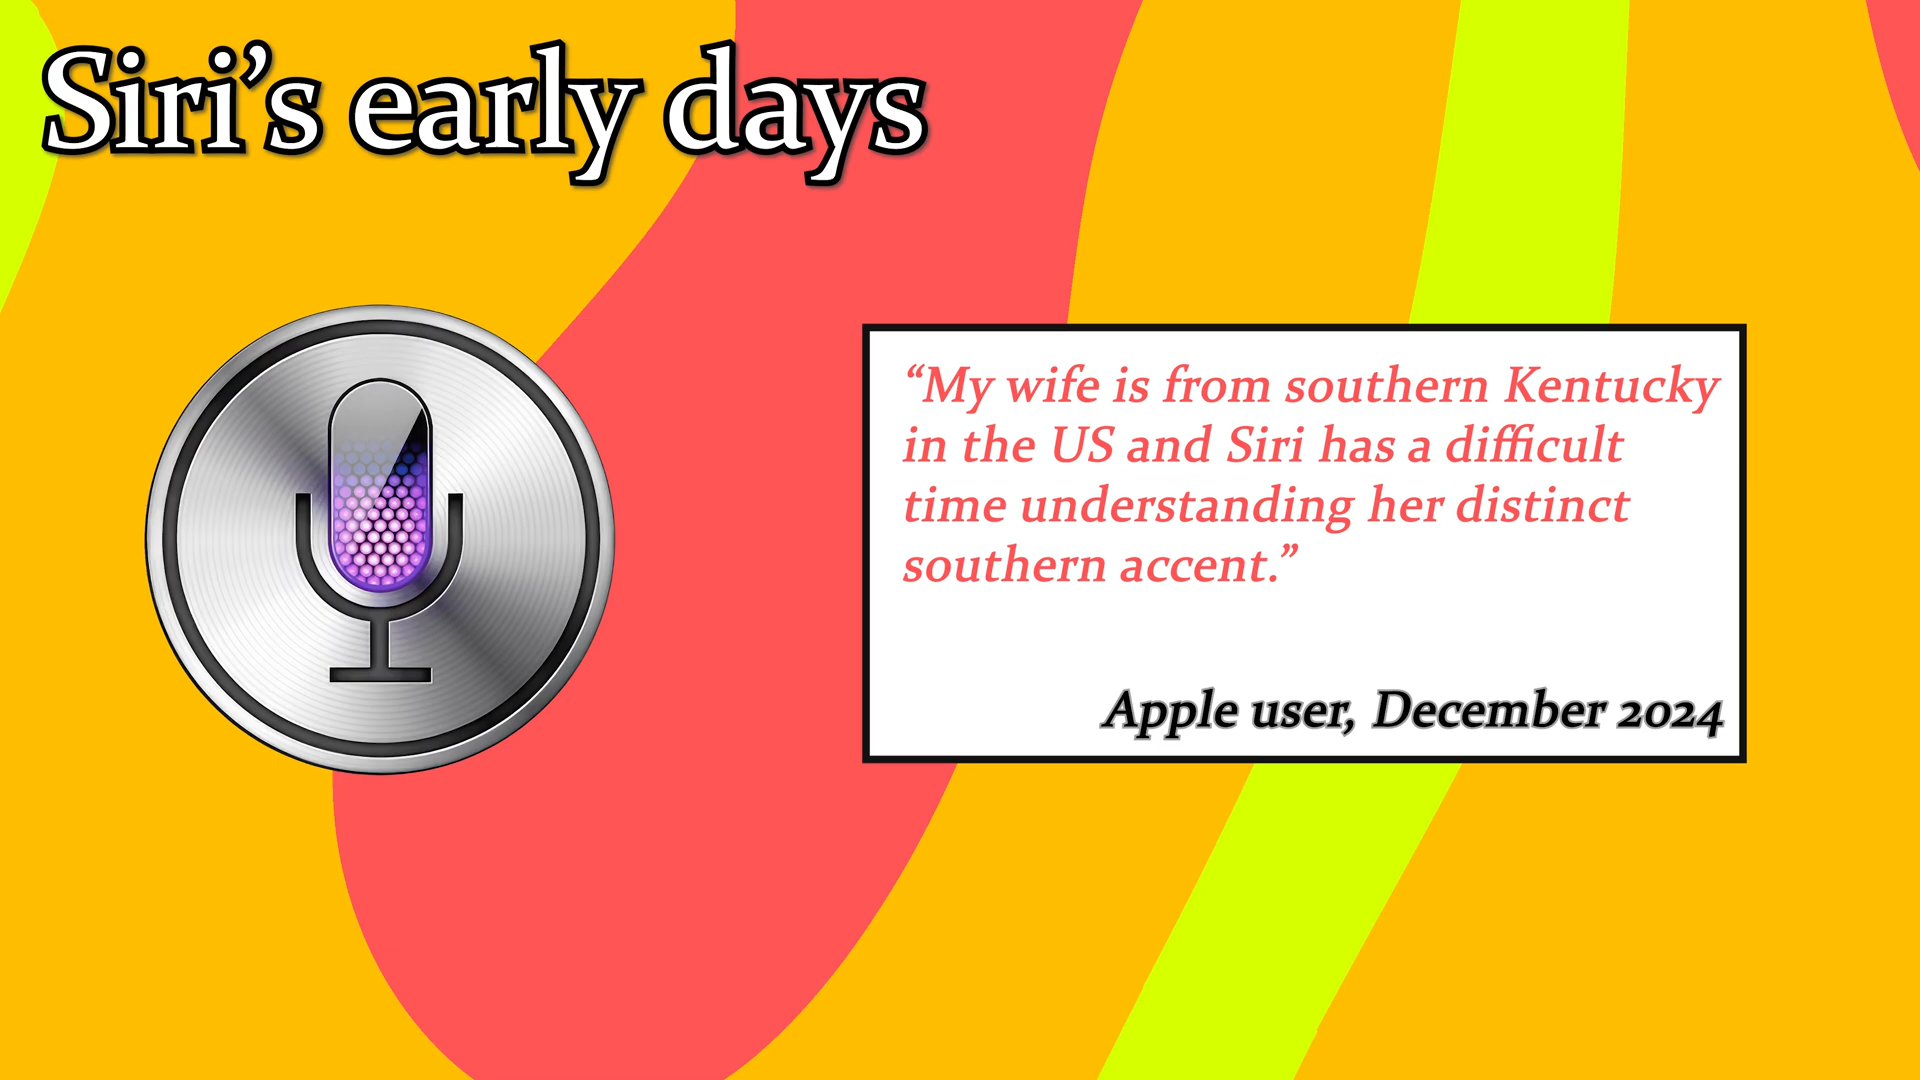 Siri’s early days
“My wife is from southern Kentucky
in the US and Siri has a difficult
time understanding her distinct
southern accent.”
Apple user, December 2024